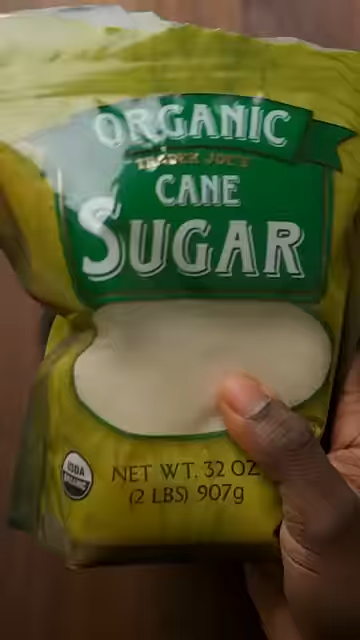 ORGANIC
TRADER JOE'S
CANE
SUGAR
USDA
ORGANIC
NET WT. 32 OZ
(2 LBS) 907g